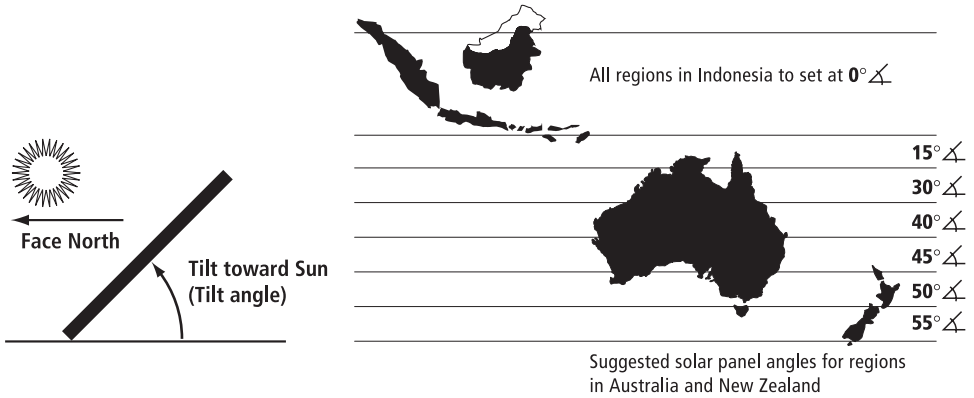 Face North
Tilt toward Sun
(Tilt angle)
All regions in Indonesia to set at 0°∡
15°∡
30°∡
40°∡
45°∡
50°∡
55°∡
Suggested solar panel angles for regions
in Australia and New Zealand